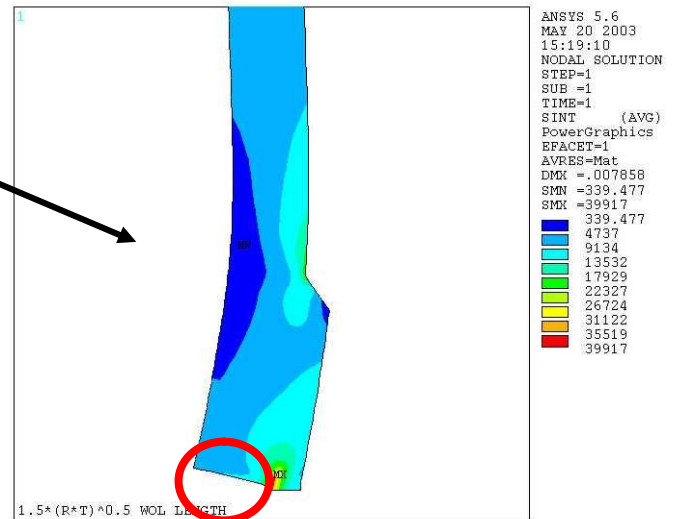 1
ANSYS 5.6
MAY 20 2003
15:19:10
NODAL SOLUTION
STEP=1
SUB =1
TIME=1
SINT (AVG)
PowerGraphics
EFACET=1
AVRES=Mat
DMX =.007858
SMN =339.477
SMX =39917
339.477
4737
9134
13532
17929
22327
26724
31122
35519
39917
MN
MX
1.5*(R*T)^0.5 WOL LENGTH